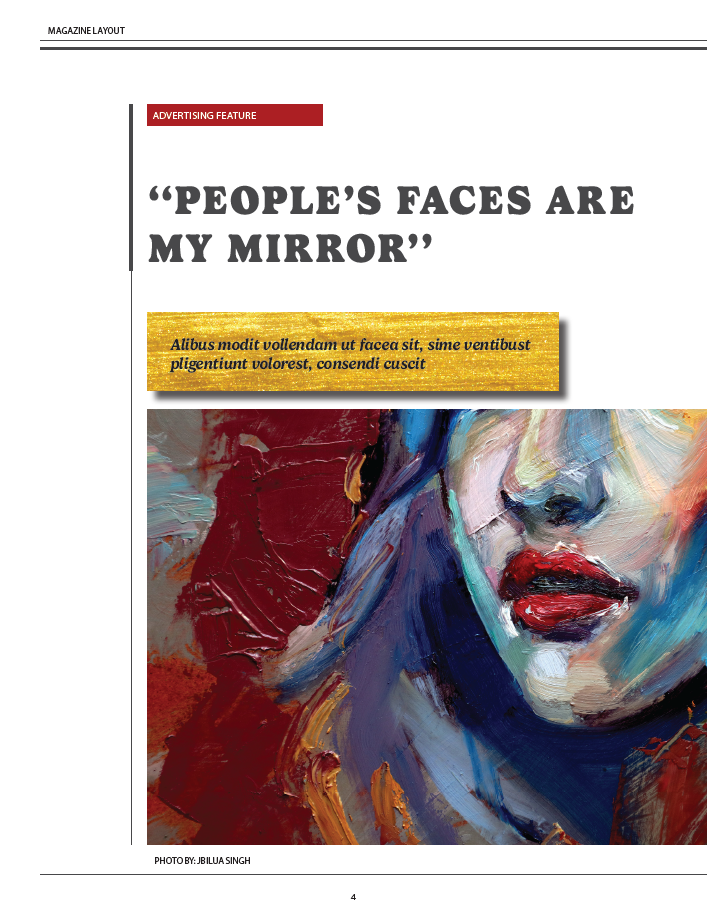 MAGAZINE LAYOUT
ADVERTISING FEATURE
“PEOPLE’S FACES ARE
MY MIRROR”
Alibus modit vollendam ut facea sit, sime ventibust
pligentiunt volorest, consendi cuscit
PHOTO BY: JBILUA SINGH
4